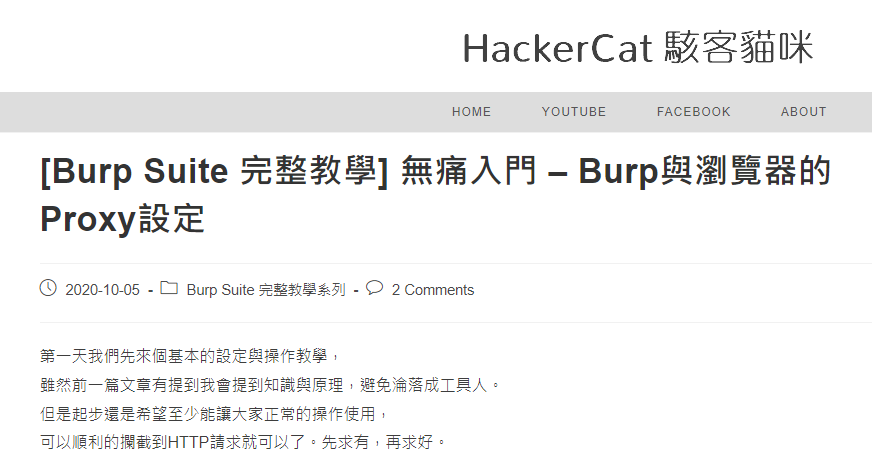 HackerCat 駭客貓咪
HOME YOUTUBE FACEBOOK ABOUT
[Burp Suite 完整教學] 無痛入門 – Burp與瀏覽器的
Proxy設定
2020-10-05 - Burp Suite 完整教學系列 - 2 Comments
第一天我們先來個基本的設定與操作教學，
雖然前一篇文章有提到我會提到知識與原理，避免淪落成工具人。
但是起步還是希望至少能讓大家正常的操作使用，
可以順利的攔截到HTTP請求就可以了。先求有，再求好。